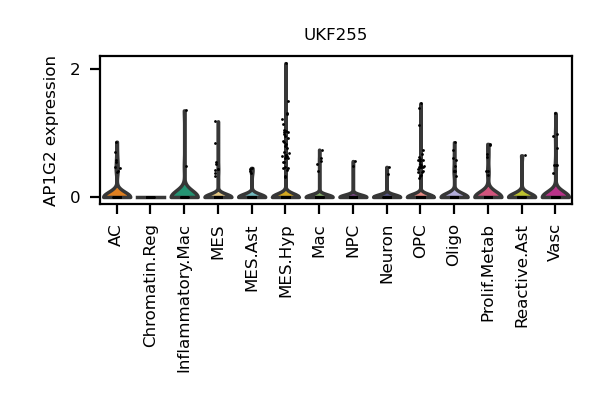 UKF255
AP1G2 expression
2
0
AC
Chromatin.Reg
Inflammatory.Mac
MES
MES.Ast
MES.Hyp
Mac
NPC
Neuron
OPC
Oligo
Prolif.Metab
Reactive.Ast
Vasc